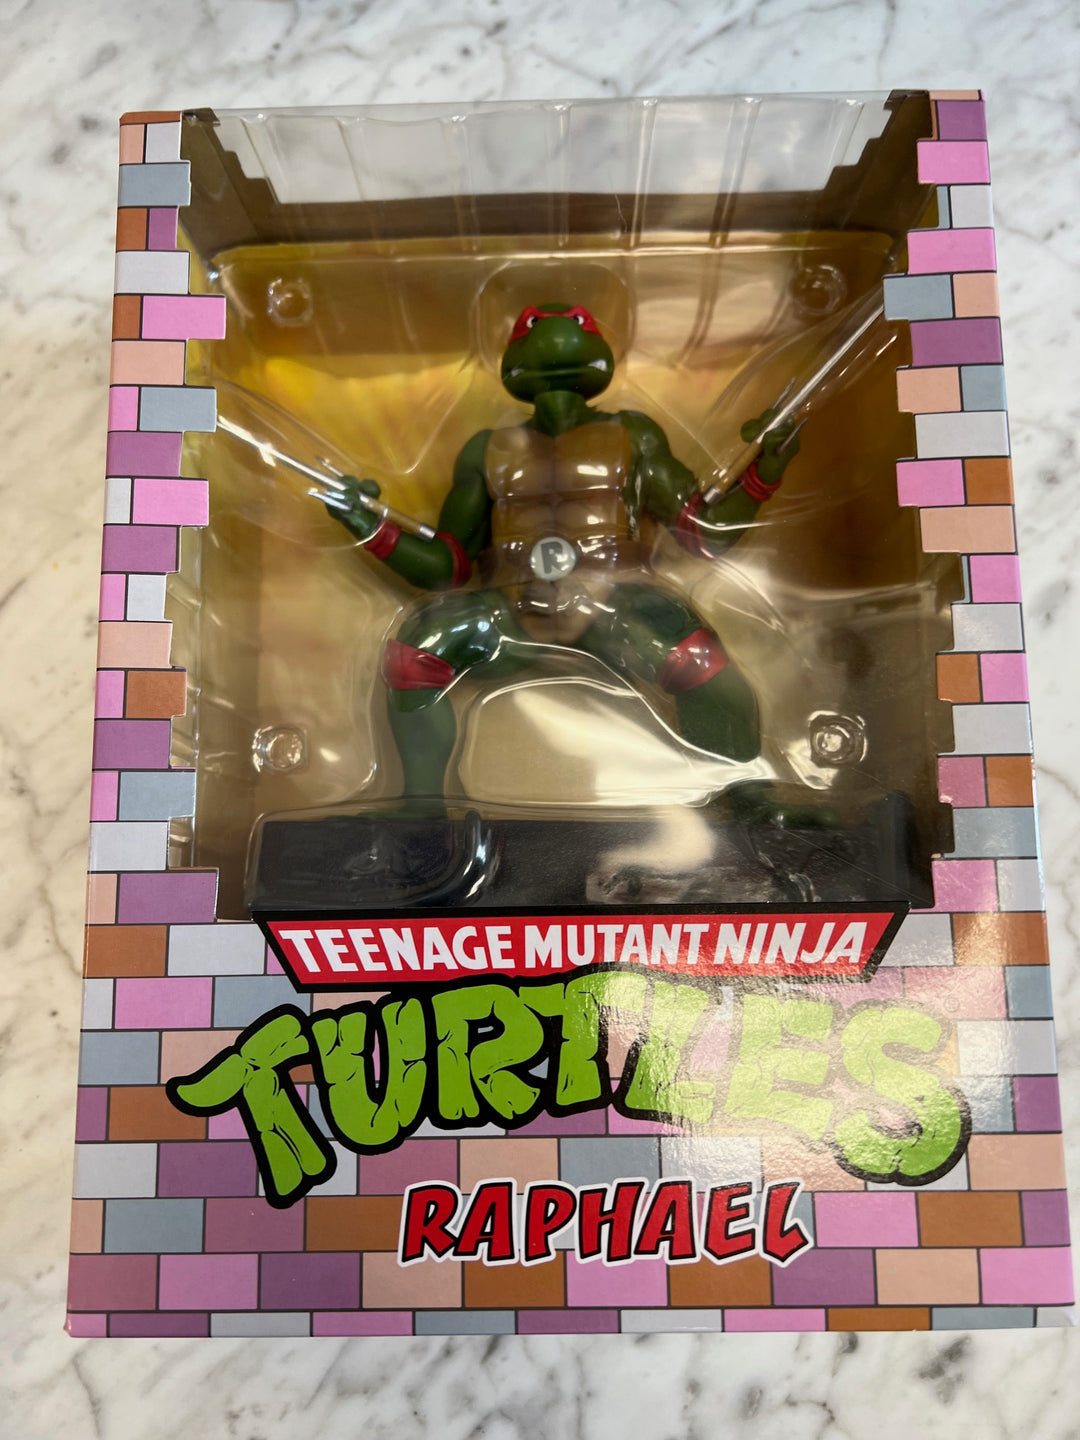 R
TEENAGE MUTANT NINJA
TURTLES
RAPHAEL